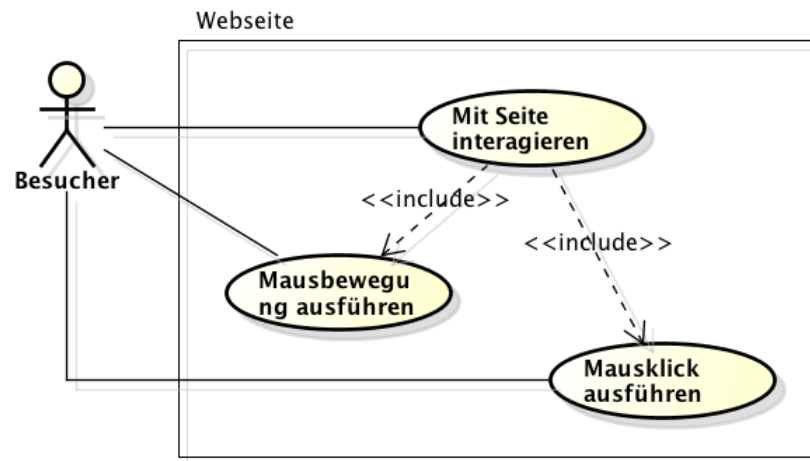 Webseite
Mit Seite
interagieren
Besucher
<<include>>
<<include>>
Mausbewegu
ng ausführen
Mausklick
ausführen